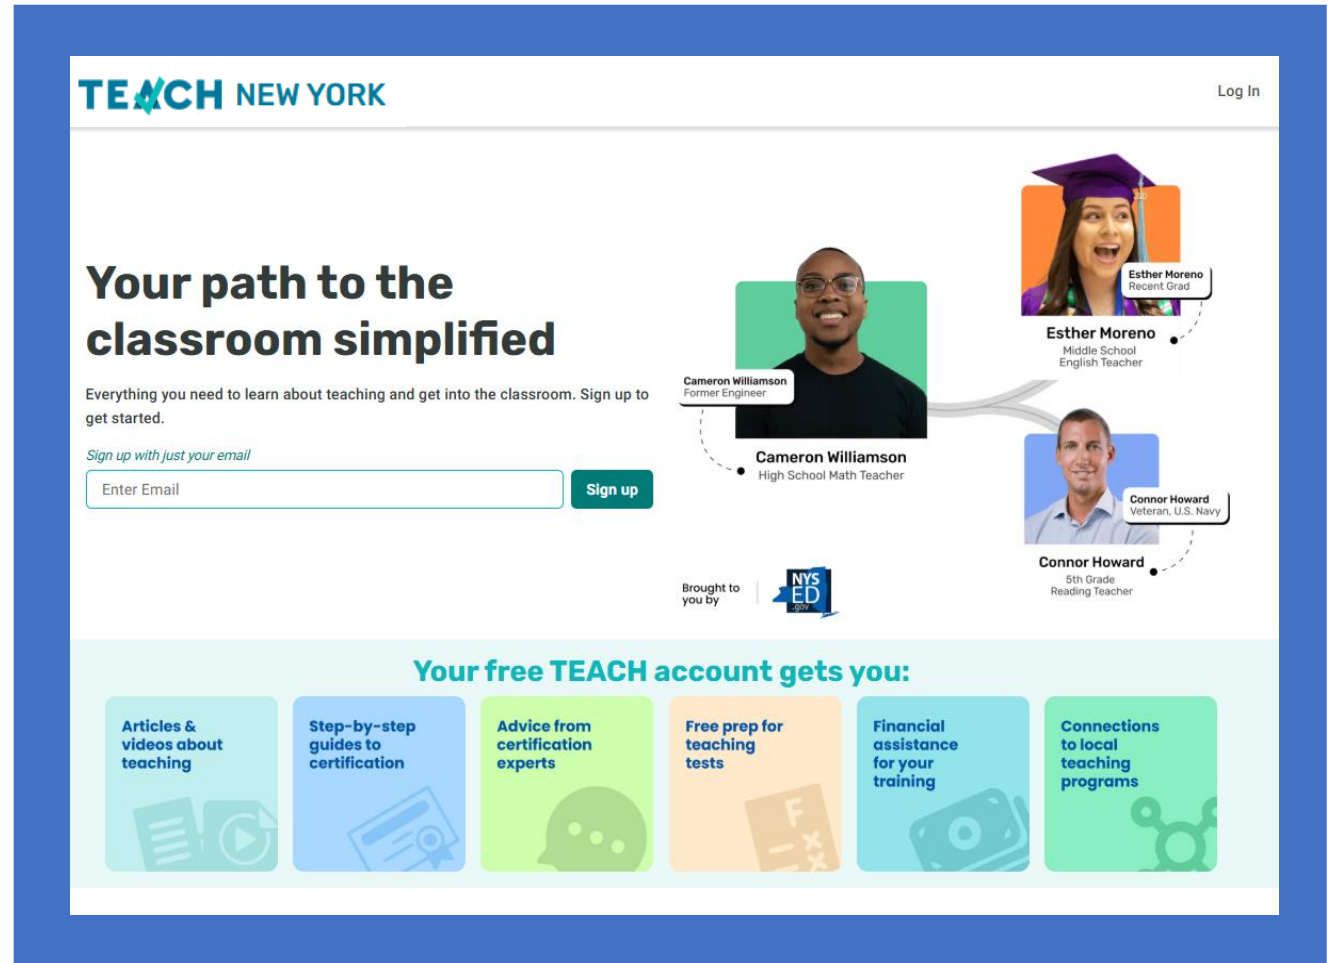 TEACH NEW YORK
Log In
Your path to the
classroom simplified
Everything you need to learn about teaching and get into the classroom. Sign up to
get started.
Sign up with just your email
Enter Email
Sign up
Esther Moreno
Recent Grad
Esther Moreno
Middle School
English Teacher
Cameron Williamson
Former Engineer
Cameron Williamson
High School Math Teacher
Connor Howard
Veteran, U.S. Navy
Connor Howard
5th Grade
Reading Teacher
Brought to
you by
NYS
ED
.gov
Your free TEACH account gets you:
Articles &
videos about
teaching
Step-by-step
guides to
certification
Advice from
certification
experts
Free prep for
teaching
tests
F
xx
Financial
assistance
for your
training
Connections
to local
teaching
programs